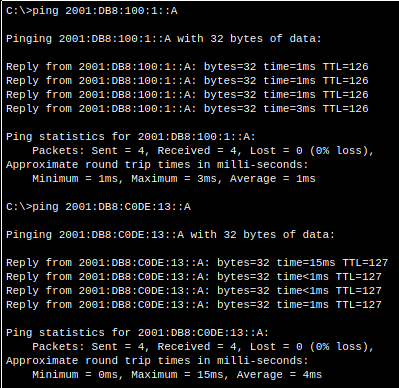 C:\>ping 2001:DB8:100:1::A
Pinging 2001:DB8:100:1::A with 32 bytes of data:
Reply from 2001:DB8:100:1::A: bytes=32 time=1ms TTL=126
Reply from 2001:DB8:100:1::A: bytes=32 time=1ms TTL=126
Reply from 2001:DB8:100:1::A: bytes=32 time=1ms TTL=126
Reply from 2001:DB8:100:1::A: bytes=32 time=3ms TTL=126
Ping statistics for 2001:DB8:100:1::A:
Packets: Sent = 4, Received = 4, Lost = 0 (0% loss),
Approximate round trip times in milli-seconds:
Minimum = 1ms, Maximum = 3ms, Average = 1ms
C:\>ping 2001:DB8:C0DE:13::A
Pinging 2001:DB8:C0DE:13::A with 32 bytes of data:
Reply from 2001:DB8:C0DE:13::A: bytes=32 time=15ms TTL=127
Reply from 2001:DB8:C0DE:13::A: bytes=32 time<1ms TTL=127
Reply from 2001:DB8:C0DE:13::A: bytes=32 time<1ms TTL=127
Reply from 2001:DB8:C0DE:13::A: bytes=32 time=1ms TTL=127
Ping statistics for 2001:DB8:C0DE:13::A:
Packets: Sent = 4, Received = 4, Lost = 0 (0% loss),
Approximate round trip times in milli-seconds:
Minimum = 0ms, Maximum = 15ms, Average = 4ms